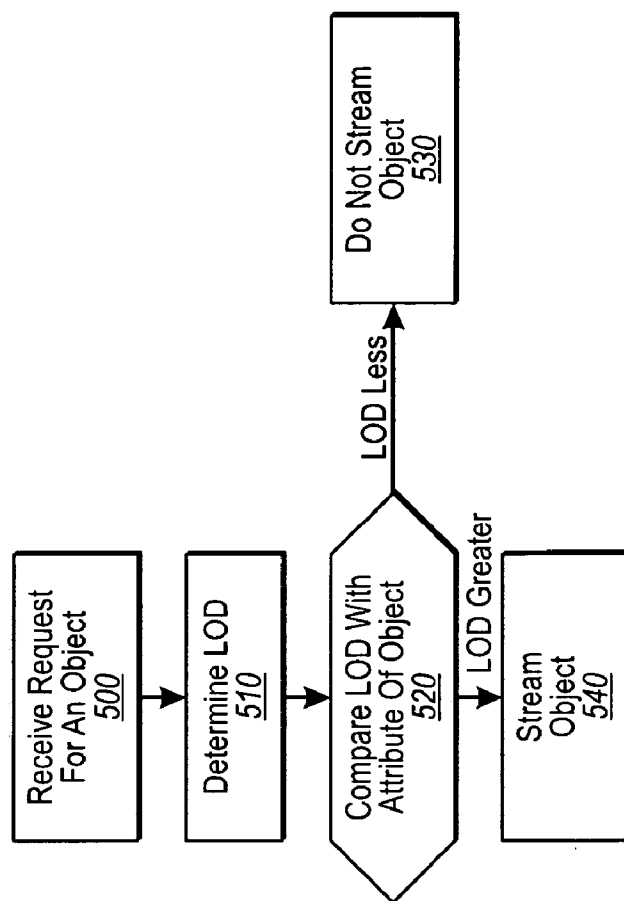 Receive Request
For An Object
500
Determine LOD
510
Compare LOD With
Attribute Of Object
520
LOD Less
Do Not Stream
Object
530
LOD Greater
Stream
Object
540